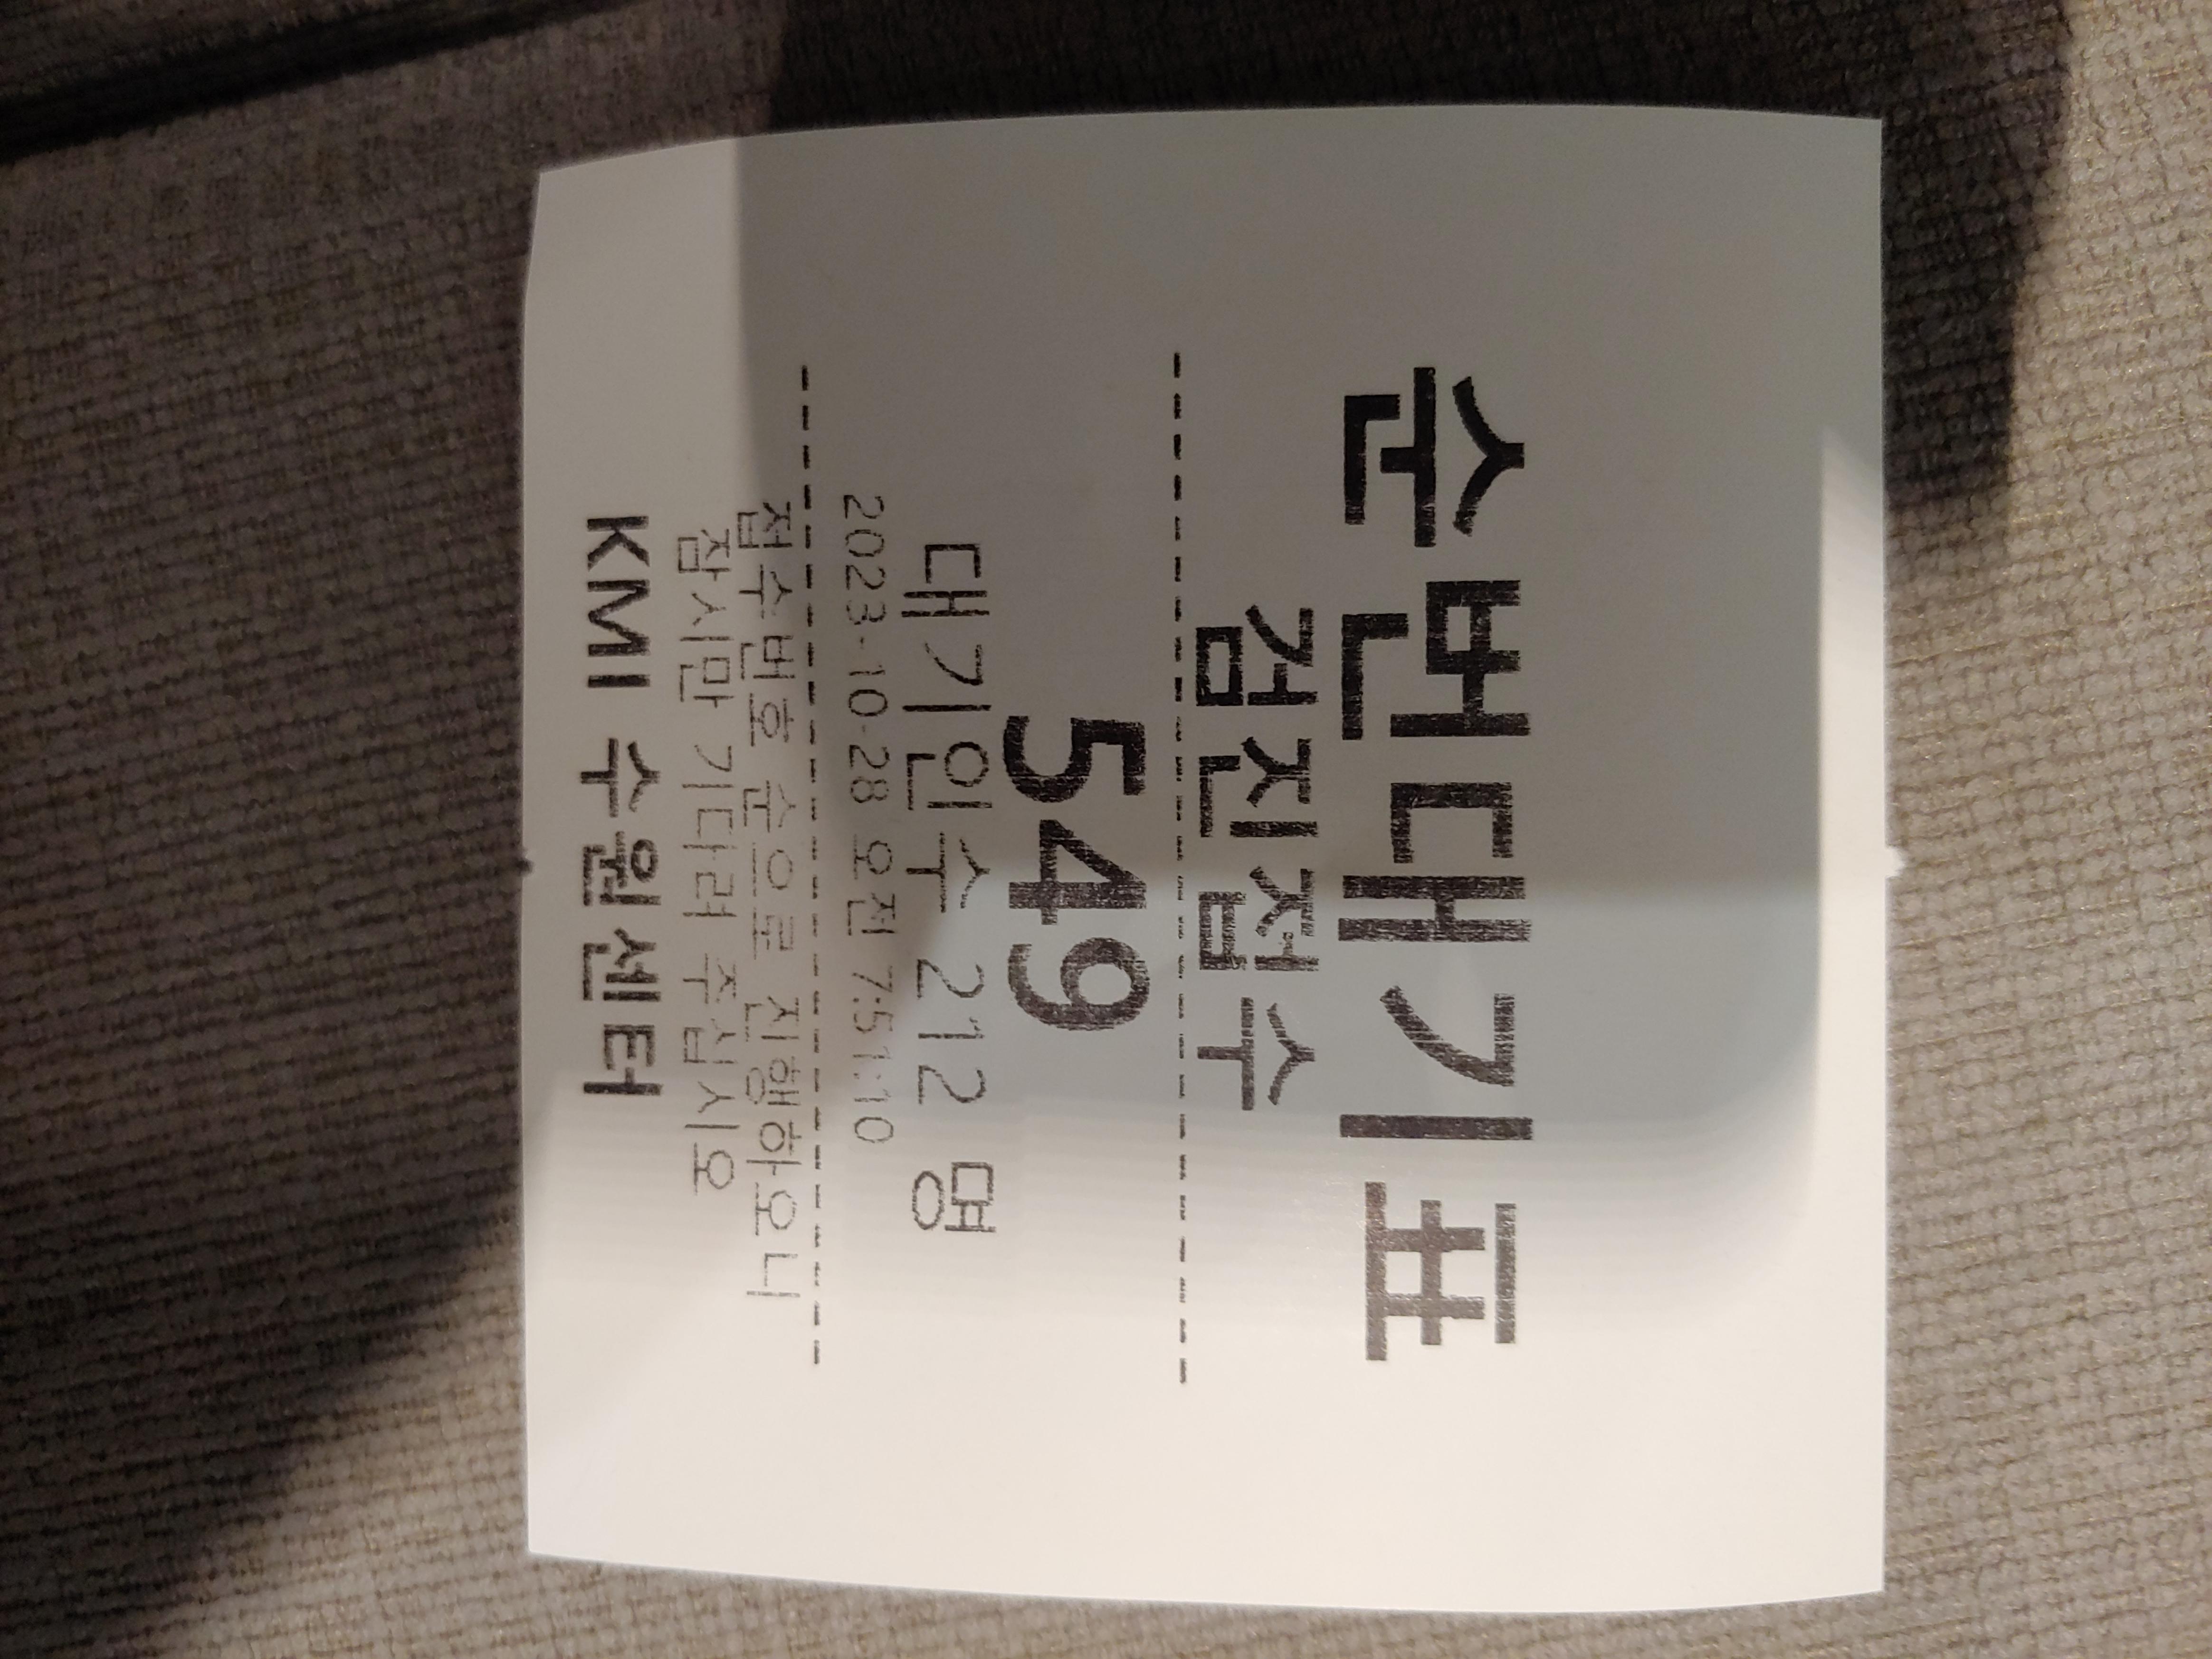 순번대기표
검진접수
549
대기인수 212 명
2023-10-28 오전 7:51:10
접수번호 순으로 진행하오니
잠시만 기다려 주십시오
KMI 수원센터